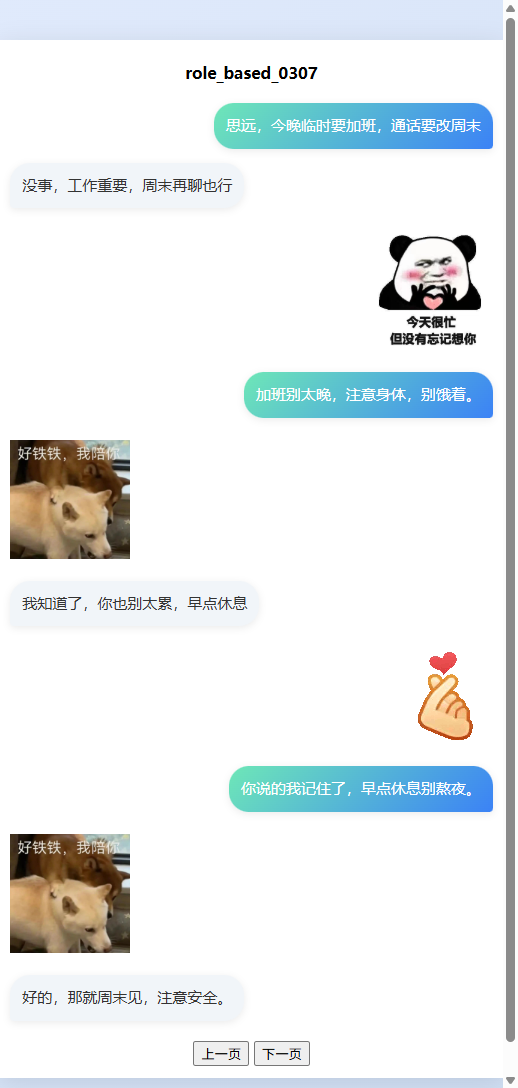 role_based_0307
思远，今晚临时要加班，通话要改周末
没事，工作重要，周末再聊也行
今天很忙
但没有忘记想你
加班别太晚，注意身体，别饿着。
好铁铁，我陪你
我知道了，你也别太累，早点休息
你说的我记住了，早点休息别熬夜。
好铁铁，我陪你
好的，那就周末见，注意安全。
上一页 下一页